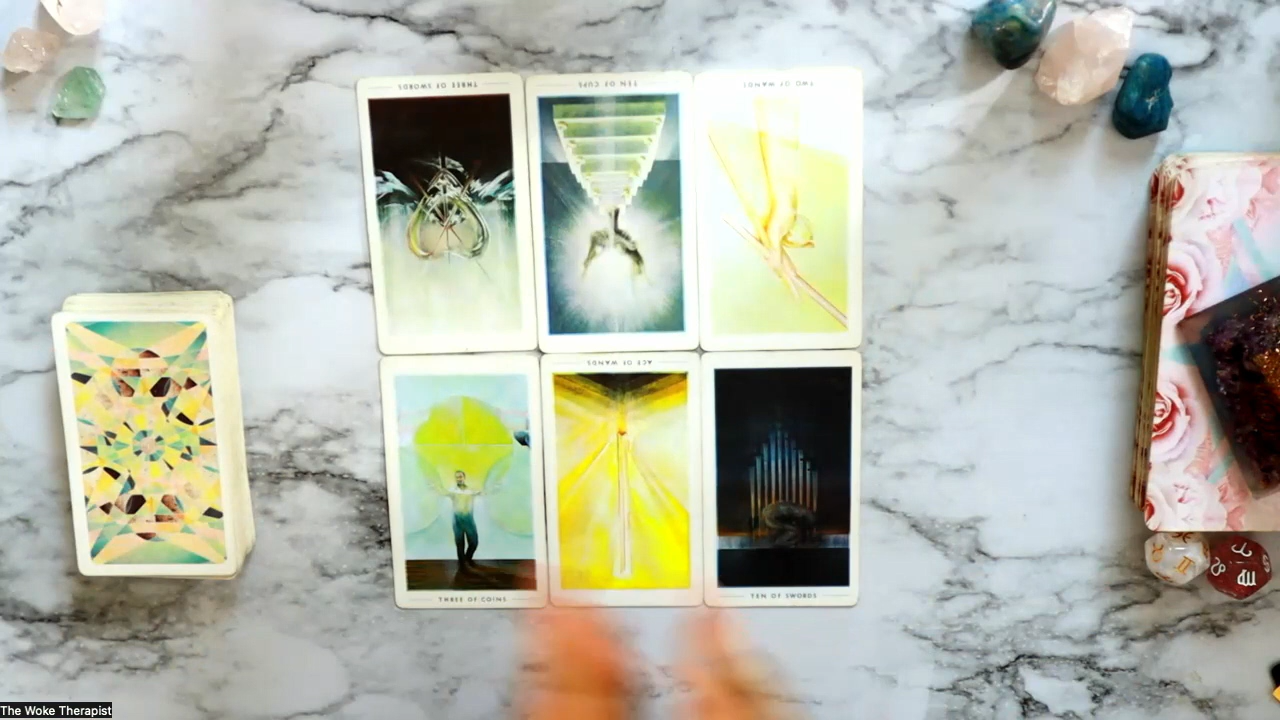 THREE OF SWORDS
TEN OF CUPS
TWO OF WANDS
ACE OF WANDS
THREE OF COINS
TEN OF SWORDS
The Woke Therapist